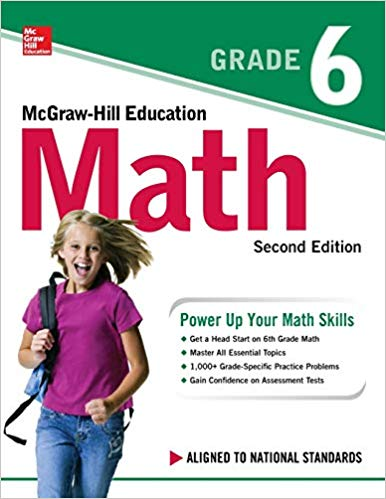 Mc
Graw
Hill
Education
GRADE 6
McGraw-Hill Education
Math
Second Edition
Power Up Your Math Skills
• Get a Head Start on 6th Grade Math
• Master All Essential Topics
• 1,000+ Grade-Specific Practice Problems
• Gain Confidence on Assessment Tests
ALIGNED TO NATIONAL STANDARDS